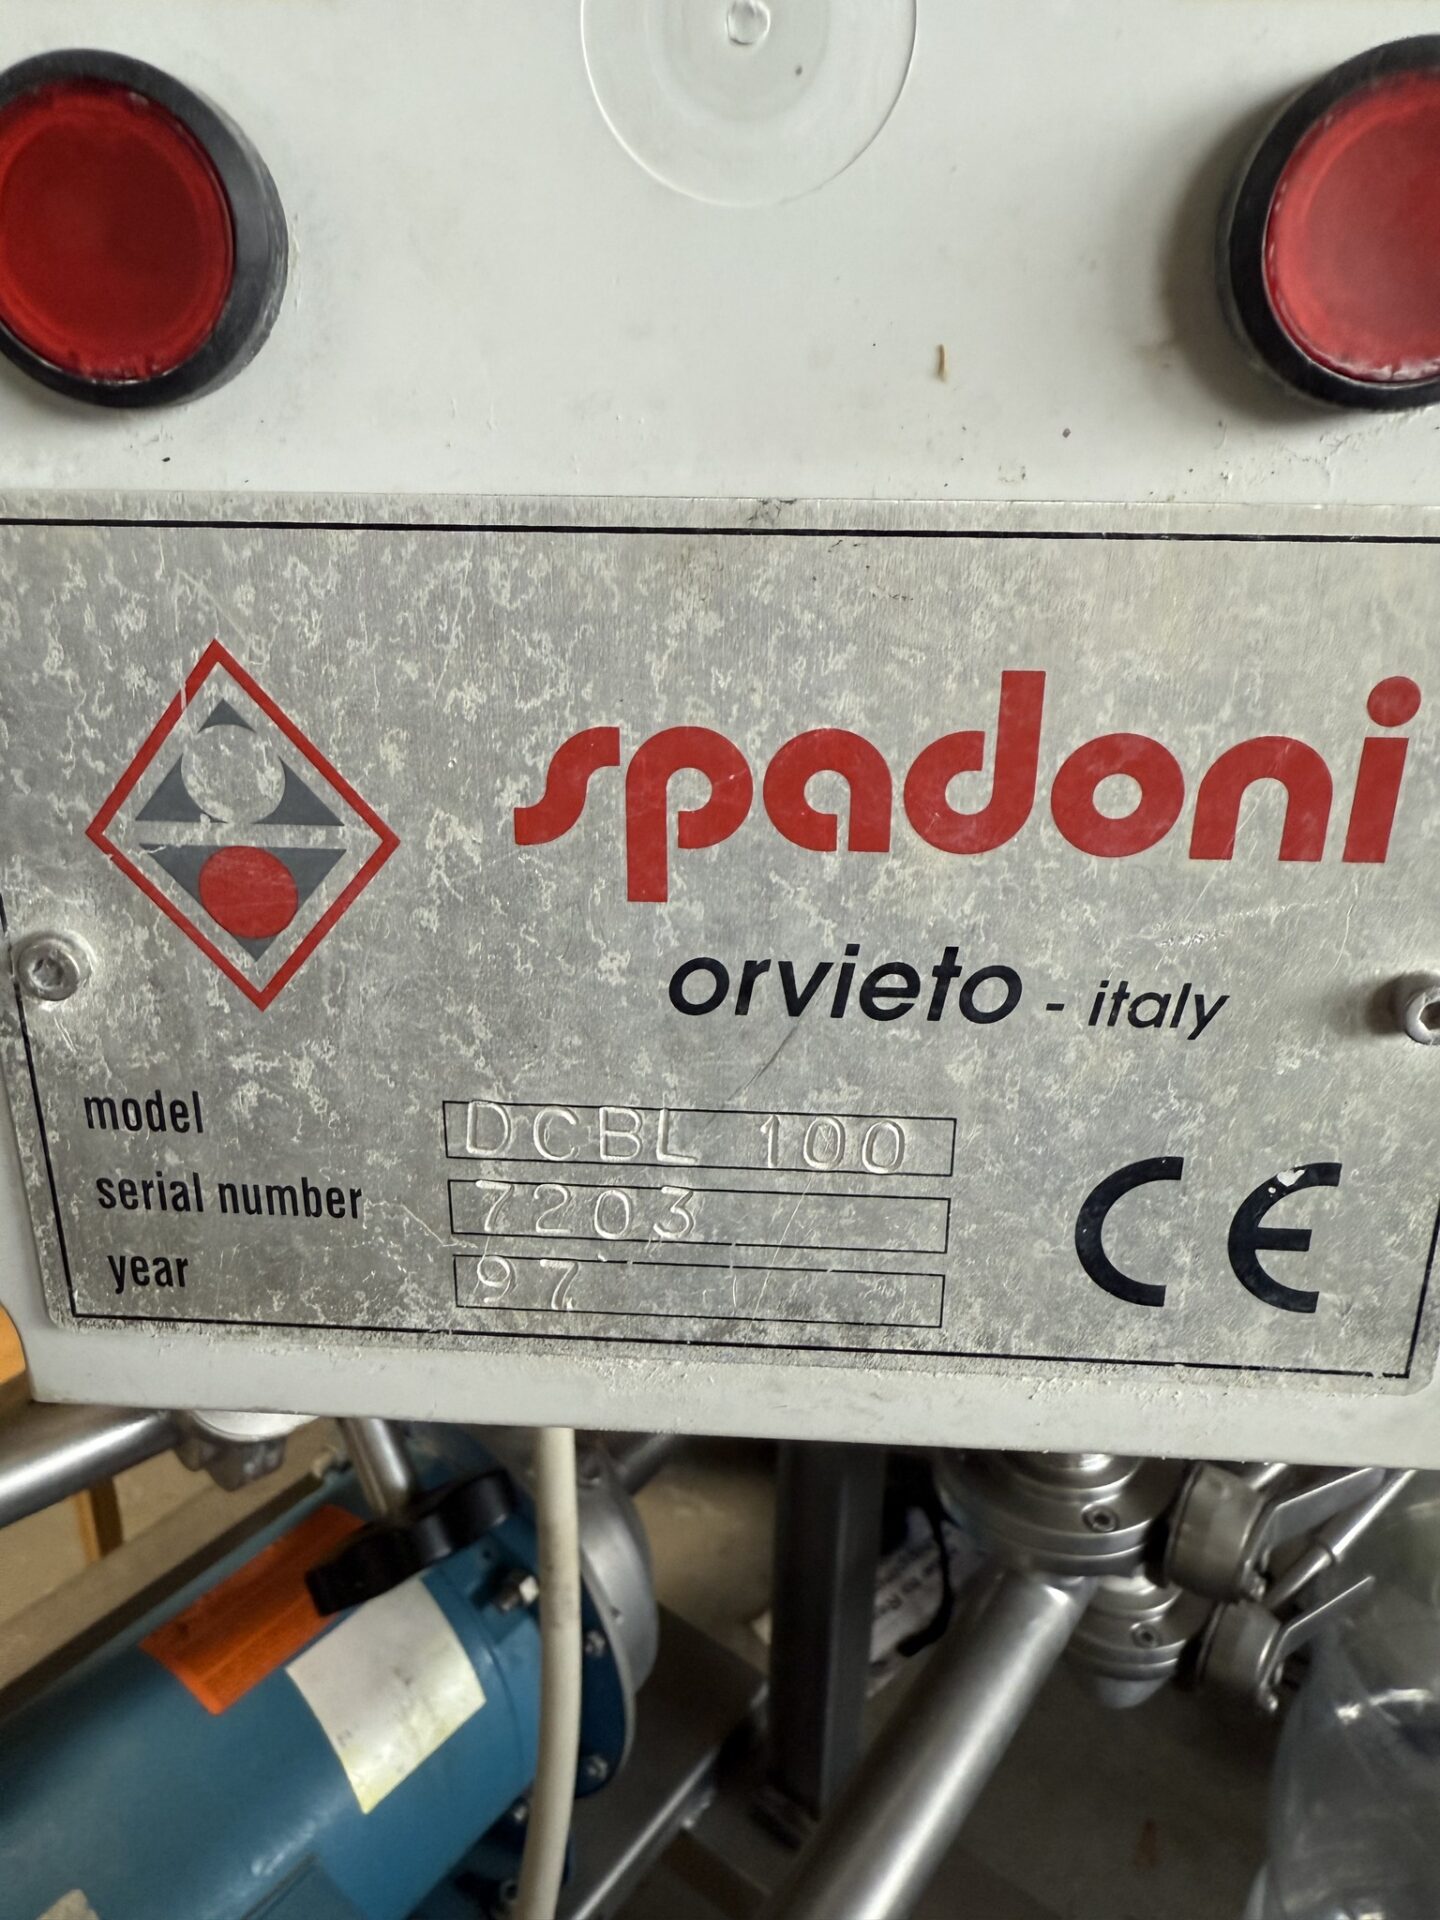 spadoni
orvieto - italy
model DCBL 100
serial number 7203
year 97
CE